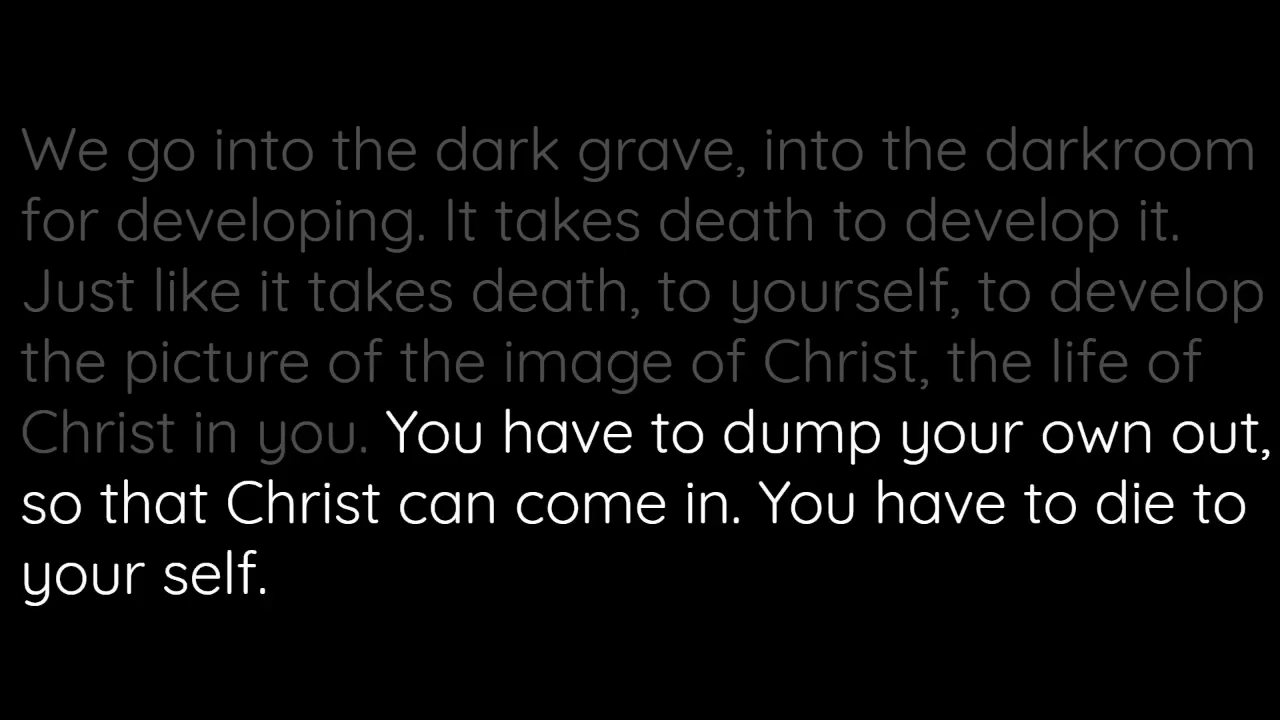 We go into the dark grave, into the darkroom
for developing. It takes death to develop it.
Just like it takes death, to yourself, to develop
the picture of the image of Christ, the life of
Christ in you. You have to dump your own out,
so that Christ can come in. You have to die to
your self.